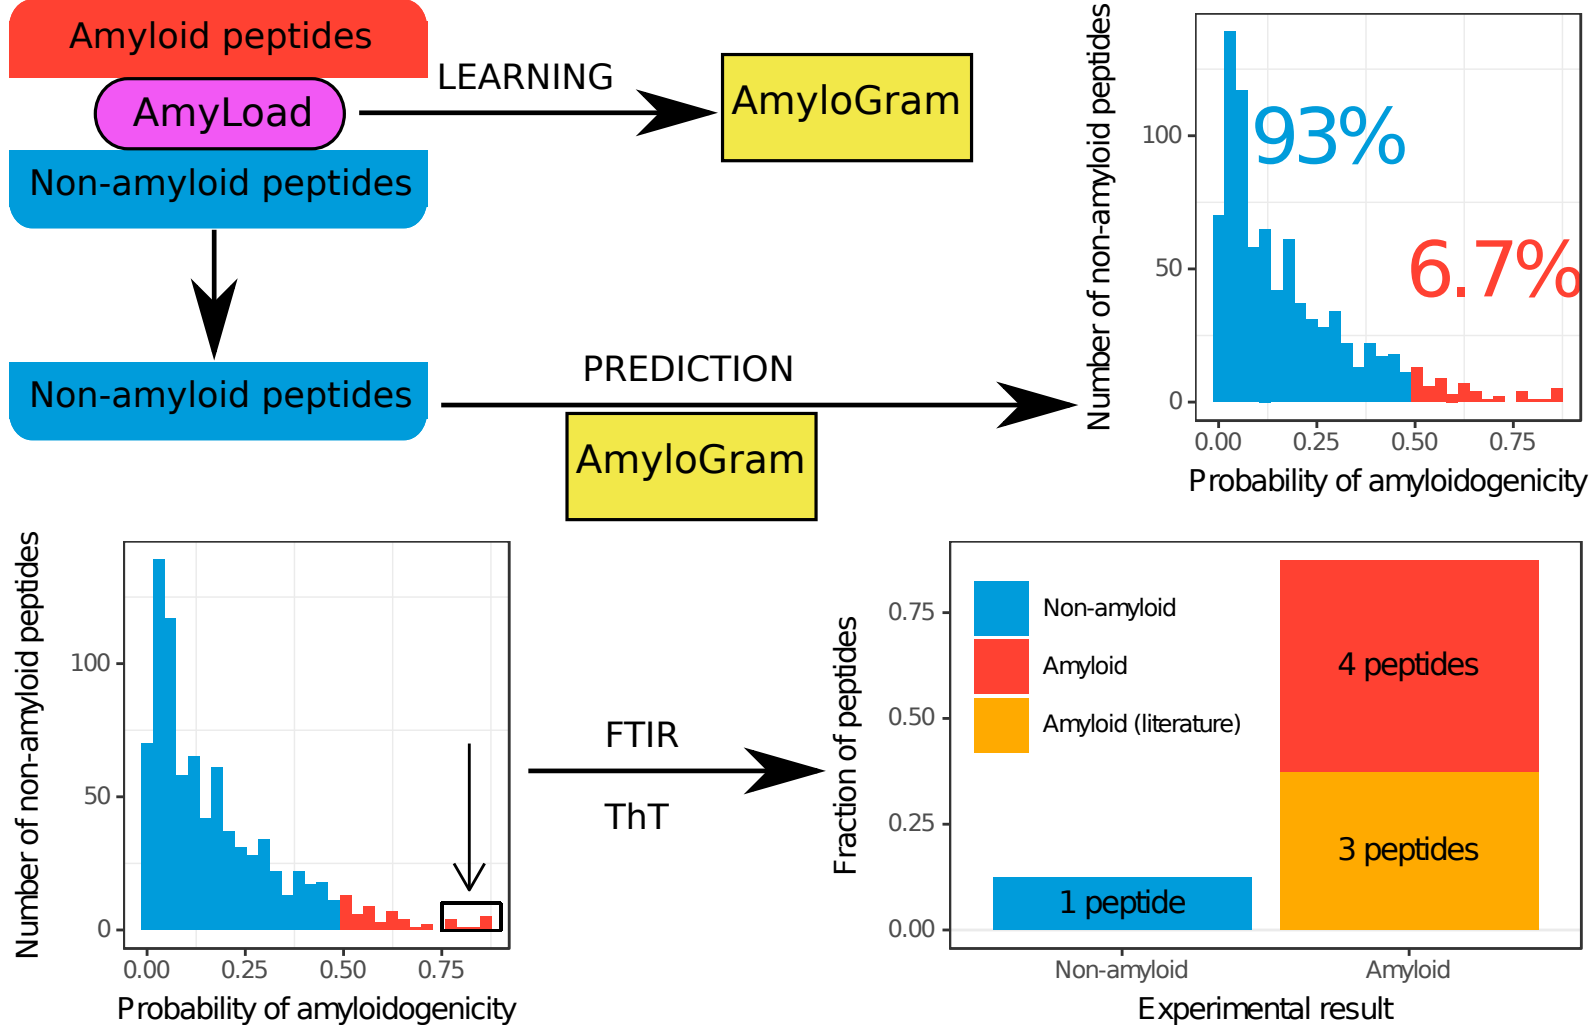 Amyloid peptides
AmyLoad
Non-amyloid peptides
LEARNING
AmyloGram
Non-amyloid peptides
PREDICTION
AmyloGram
Number of non-amyloid peptides
100
50
0
93%
6.7%
0.00 0.25 0.50 0.75
Probability of amyloidogenicity
Number of non-amyloid peptides
100
50
0
0.00 0.25 0.50 0.75
Probability of amyloidogenicity
FTIR
ThT
Fraction of peptides
0.75
0.50
0.25
0.00
Non-amyloid
Amyloid
Amyloid (literature)
4 peptides
3 peptides
1 peptide
Non-amyloid Amyloid
Experimental result